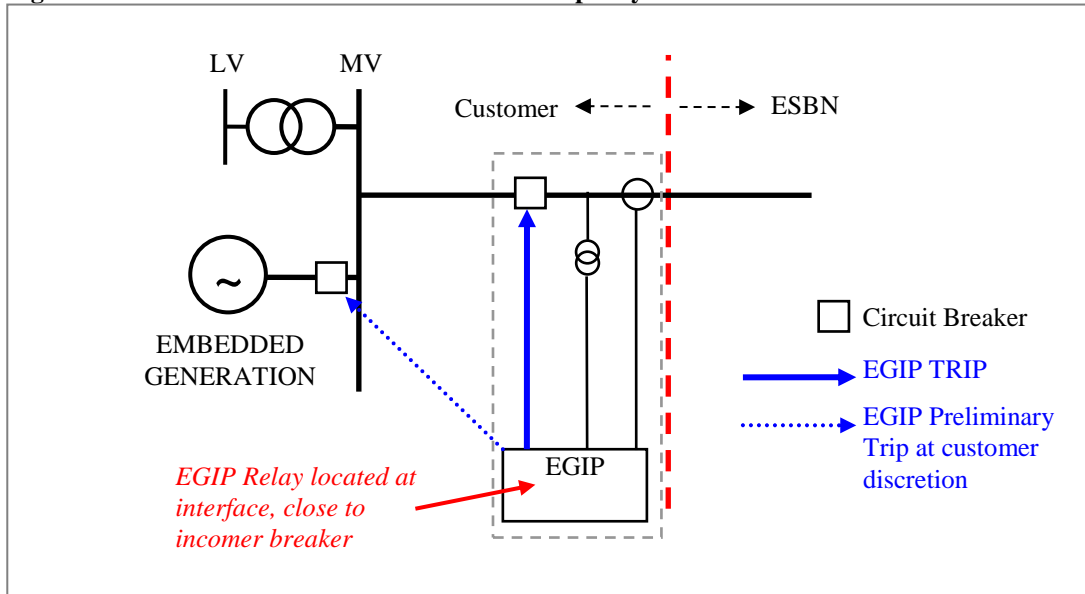 LV
MV
Customer
ESBN
~
EMBEDDED
GENERATION
Circuit Breaker
EGIP TRIP
EGIP Preliminary
Trip at customer
discretion
EGIP
EGIP Relay located at
interface, close to
incomer breaker